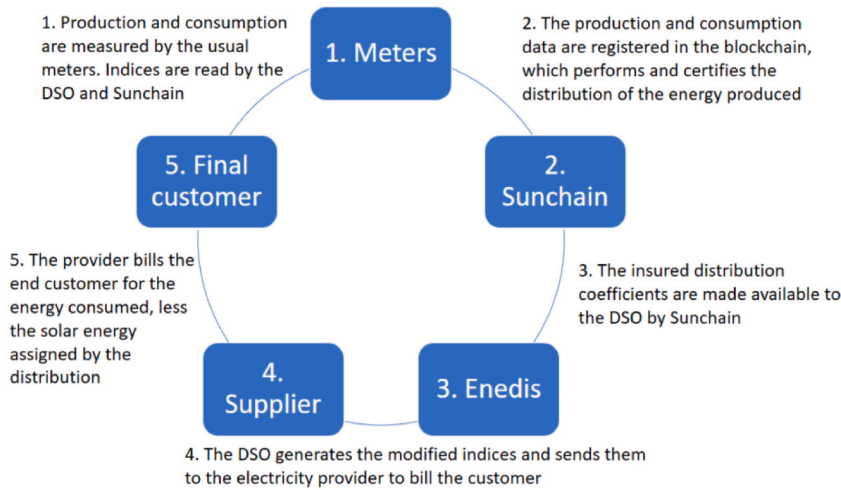 1. Production and consumption
are measured by the usual
meters. Indices are read by the
DSO and Sunchain
1. Meters
2. The production and consumption
data are registered in the blockchain,
which performs and certifies the
distribution of the energy produced
5. Final
customer
2.
Sunchain
5. The provider bills the
end customer for the
energy consumed, less
the solar energy
assigned by the
distribution
3. The insured distribution
coefficients are made available to
the DSO by Sunchain
4.
Supplier
3. Enedis
4. The DSO generates the modified indices and sends them
to the electricity provider to bill the customer